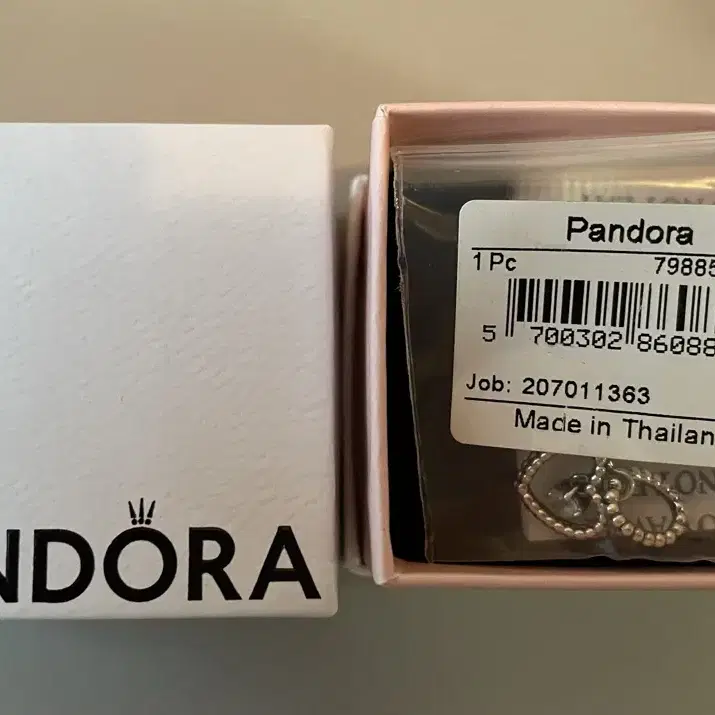 NDORA
Pandora
1 Pc 79885
5 700302 86088
Job: 207011363
Made in Thailan